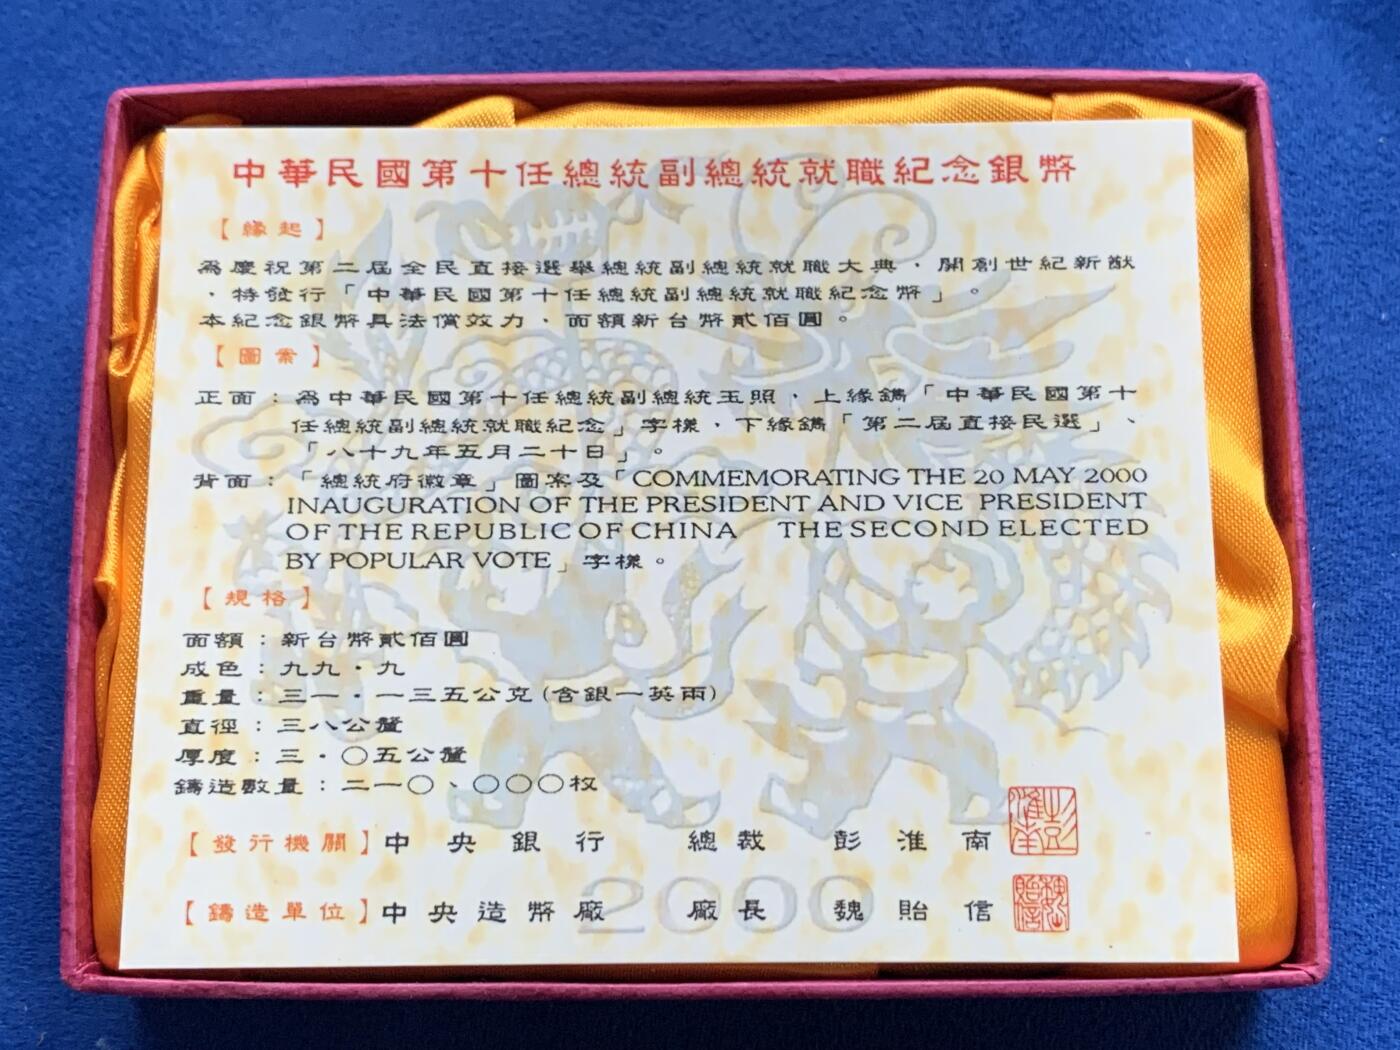 中華民國第十任總統副總統就職紀念銀幣
【緣起】
為慶祝第二屆全民直接選舉總統副總統就職大典，開創世紀新猷
，特發行「中華民國第十任總統副總統就職紀念幣」。
本紀念銀幣具法償效力，面額新台幣貳佰圓。
【圖案】
正面：為中華民國第十任總統副總統玉照，上緣鐫「中華民國第十
任總統副總統就職紀念」字樣，下緣鐫「第二屆直接民選」、
「八十九年五月二十日」。
背面：「總統府徽章」圖案及「COMMEMORATING THE 20 MAY 2000
INAUGURATION OF THE PRESIDENT AND VICE PRESIDENT
OF THE REPUBLIC OF CHINA THE SECOND ELECTED
BY POPULAR VOTE」字樣。
【規格】
面額：新台幣貳佰圓
成色：九九·九
重量：三一·一三五公克(含銀一英兩)
直徑：三八公釐
厚度：三·〇五公釐
鑄造數量：二一〇、〇〇〇枚
【發行機關】中央銀行 總裁 彭淮南
彭淮南
【鑄造單位】中央造幣廠 廠長 魏貽信
2000